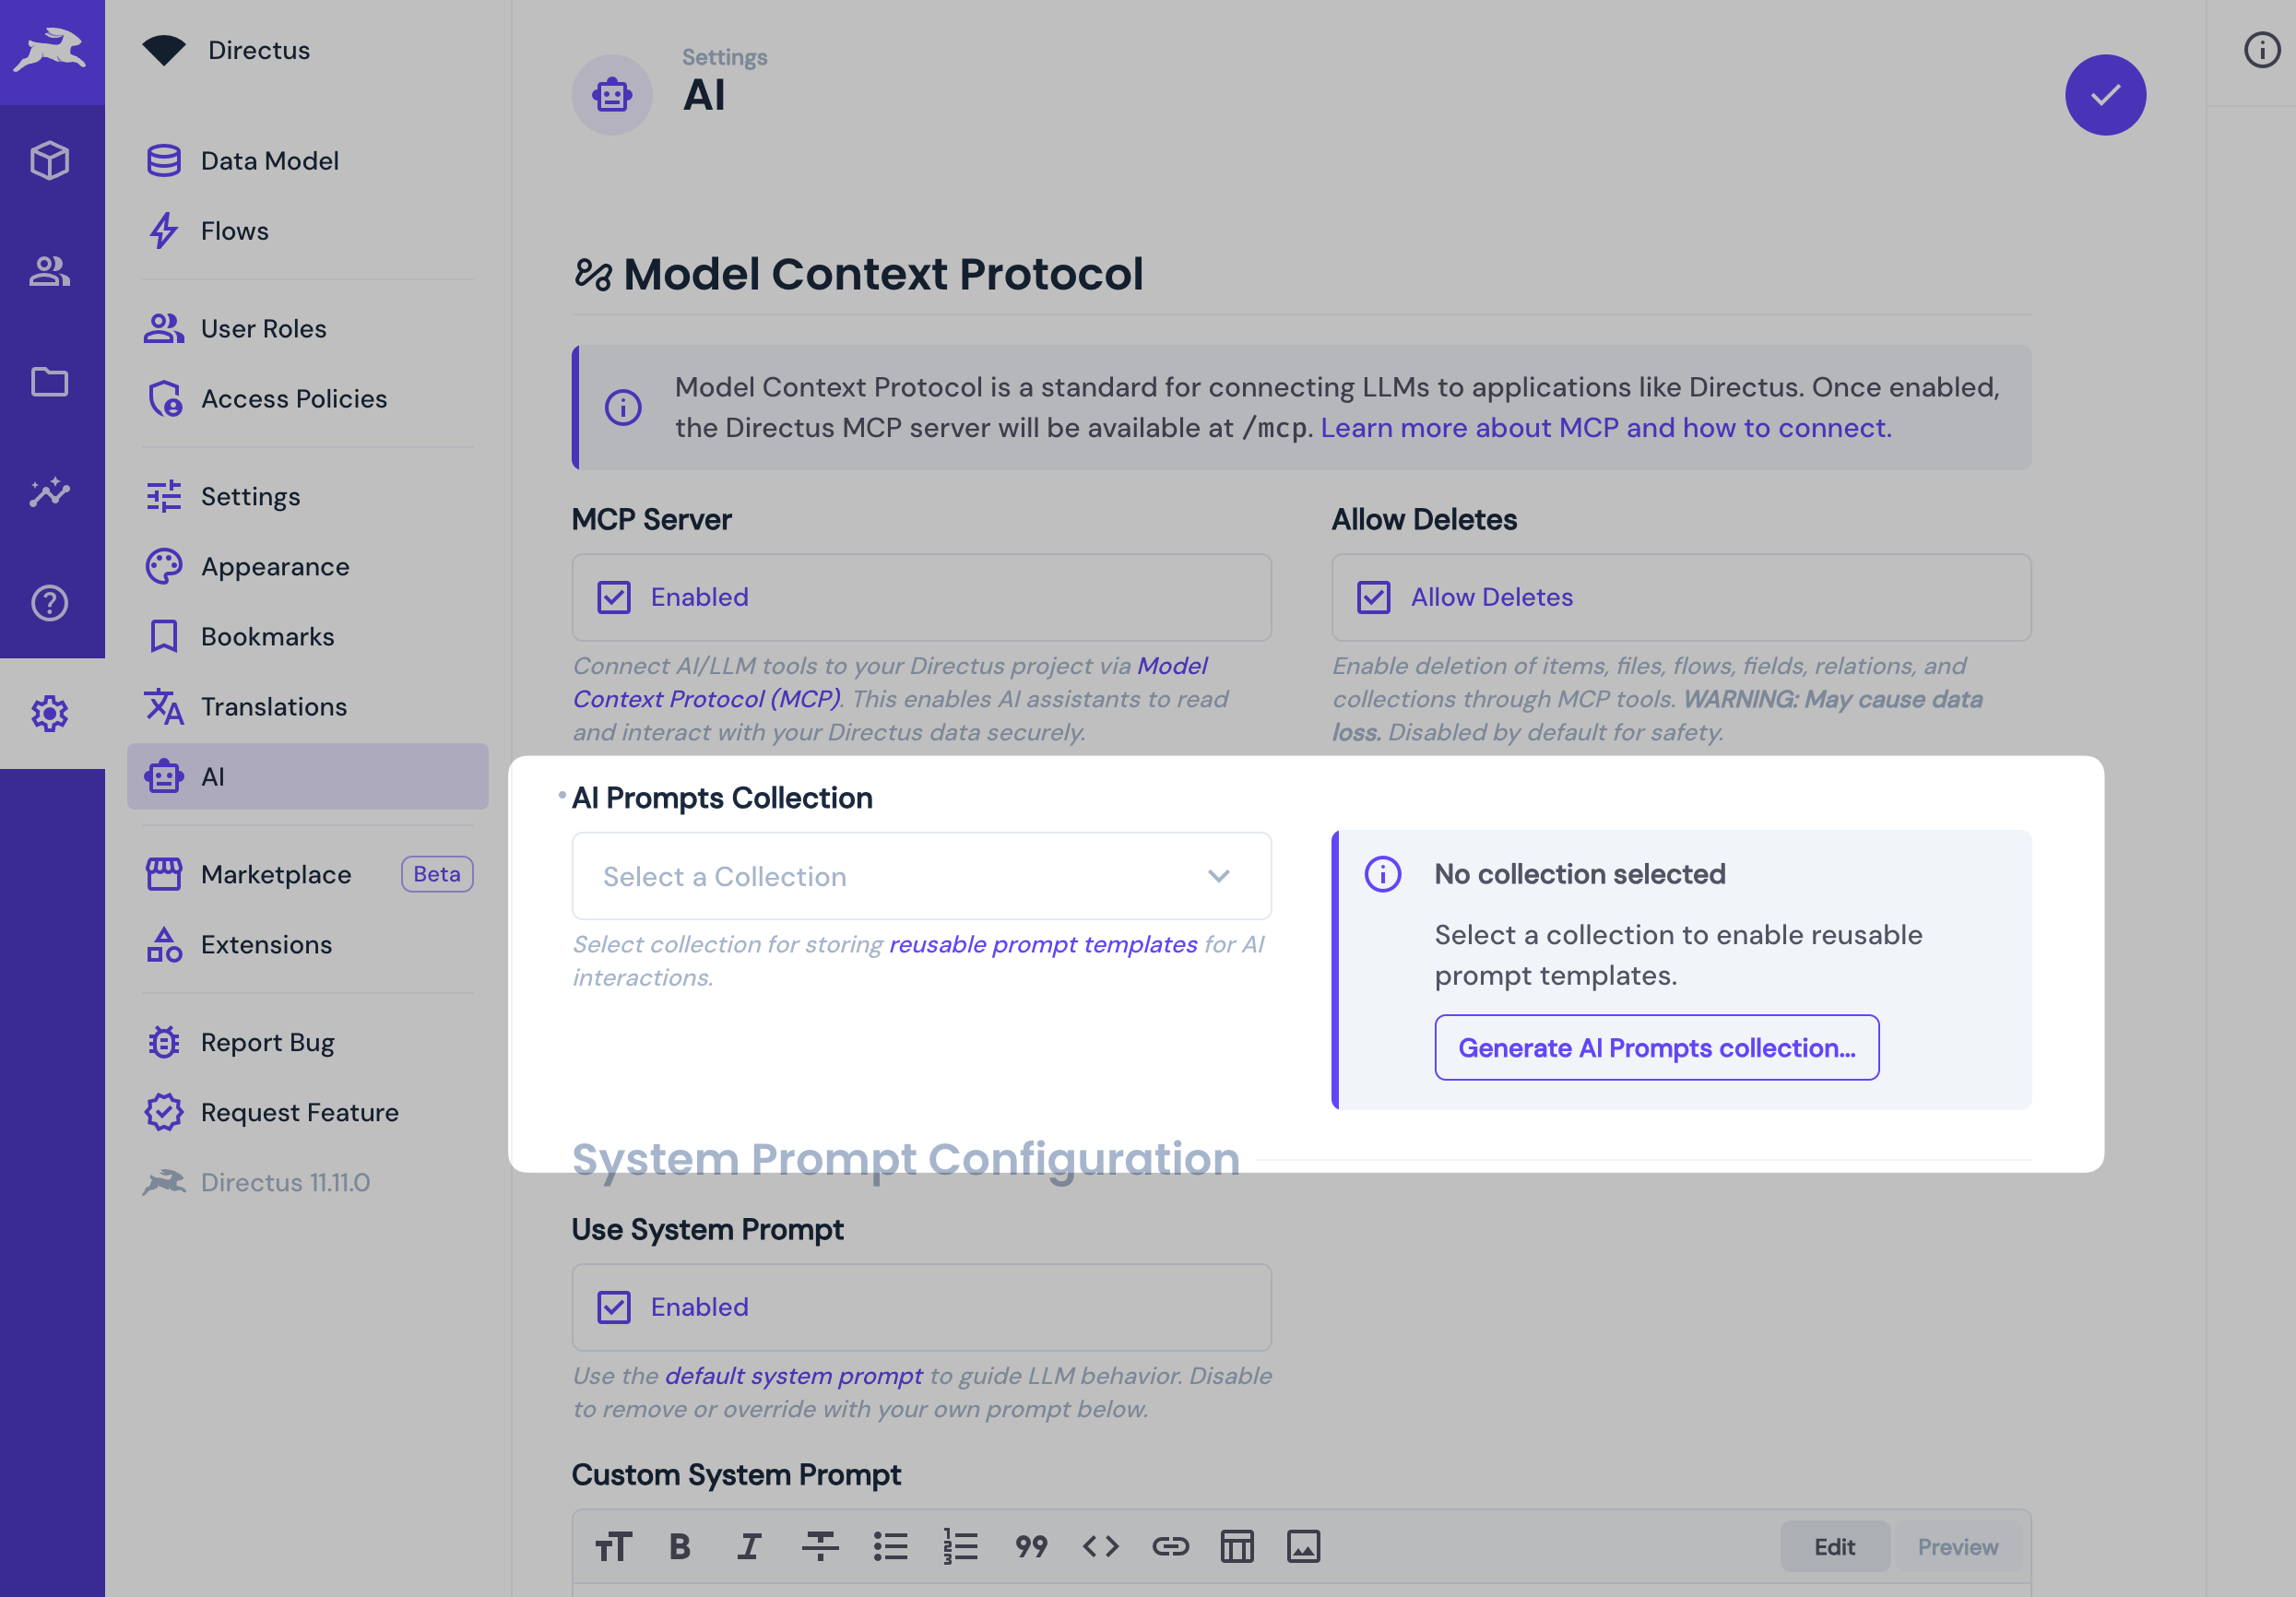 Directus
Data Model
Flows
User Roles
Access Policies
Settings
Appearance
Bookmarks
Translations
AI
Marketplace
Beta
Extensions
Report Bug
Request Feature
Directus 11.11.0
Settings
AI
Model Context Protocol
Model Context Protocol is a standard for connecting LLMs to applications like Directus. Once enabled,
the Directus MCP server will be available at /mcp. Learn more about MCP and how to connect.
MCP Server
Enabled
Connect AI/LLM tools to your Directus project via Model
Context Protocol (MCP). This enables AI assistants to read
and interact with your Directus data securely.
Allow Deletes
Allow Deletes
Enable deletion of items, files, flows, fields, relations, and
collections through MCP tools. WARNING: May cause data
loss. Disabled by default for safety.
AI Prompts Collection
Select a Collection
Select collection for storing reusable prompt templates for AI
interactions.
No collection selected
Select a collection to enable reusable
prompt templates.
Generate AI Prompts collection...
System Prompt Configuration
Use System Prompt
Enabled
Use the default system prompt to guide LLM behavior. Disable
to remove or override with your own prompt below.
Custom System Prompt
Edit
Preview